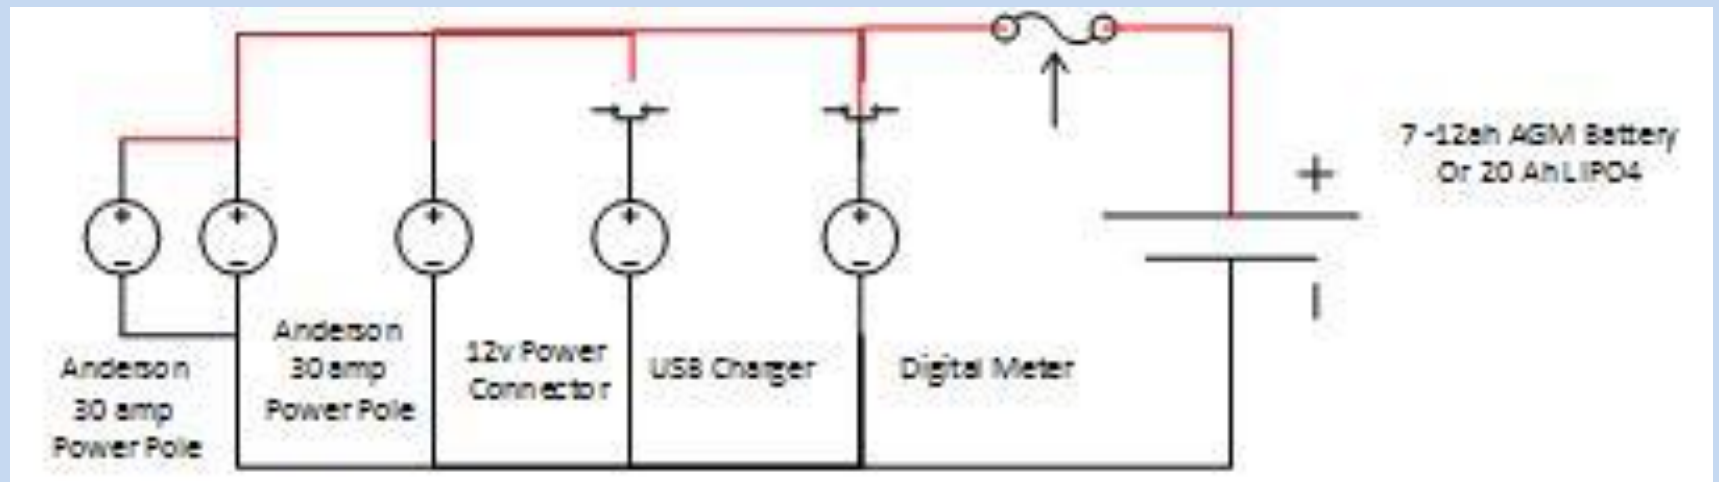 7 -12ah AGM Battery
Or 20 Ah LIPO4
Anderson
30 amp
Power Pole
Anderson
30 amp
Power Pole
12v Power
Connector
USB Charger
Digital Meter